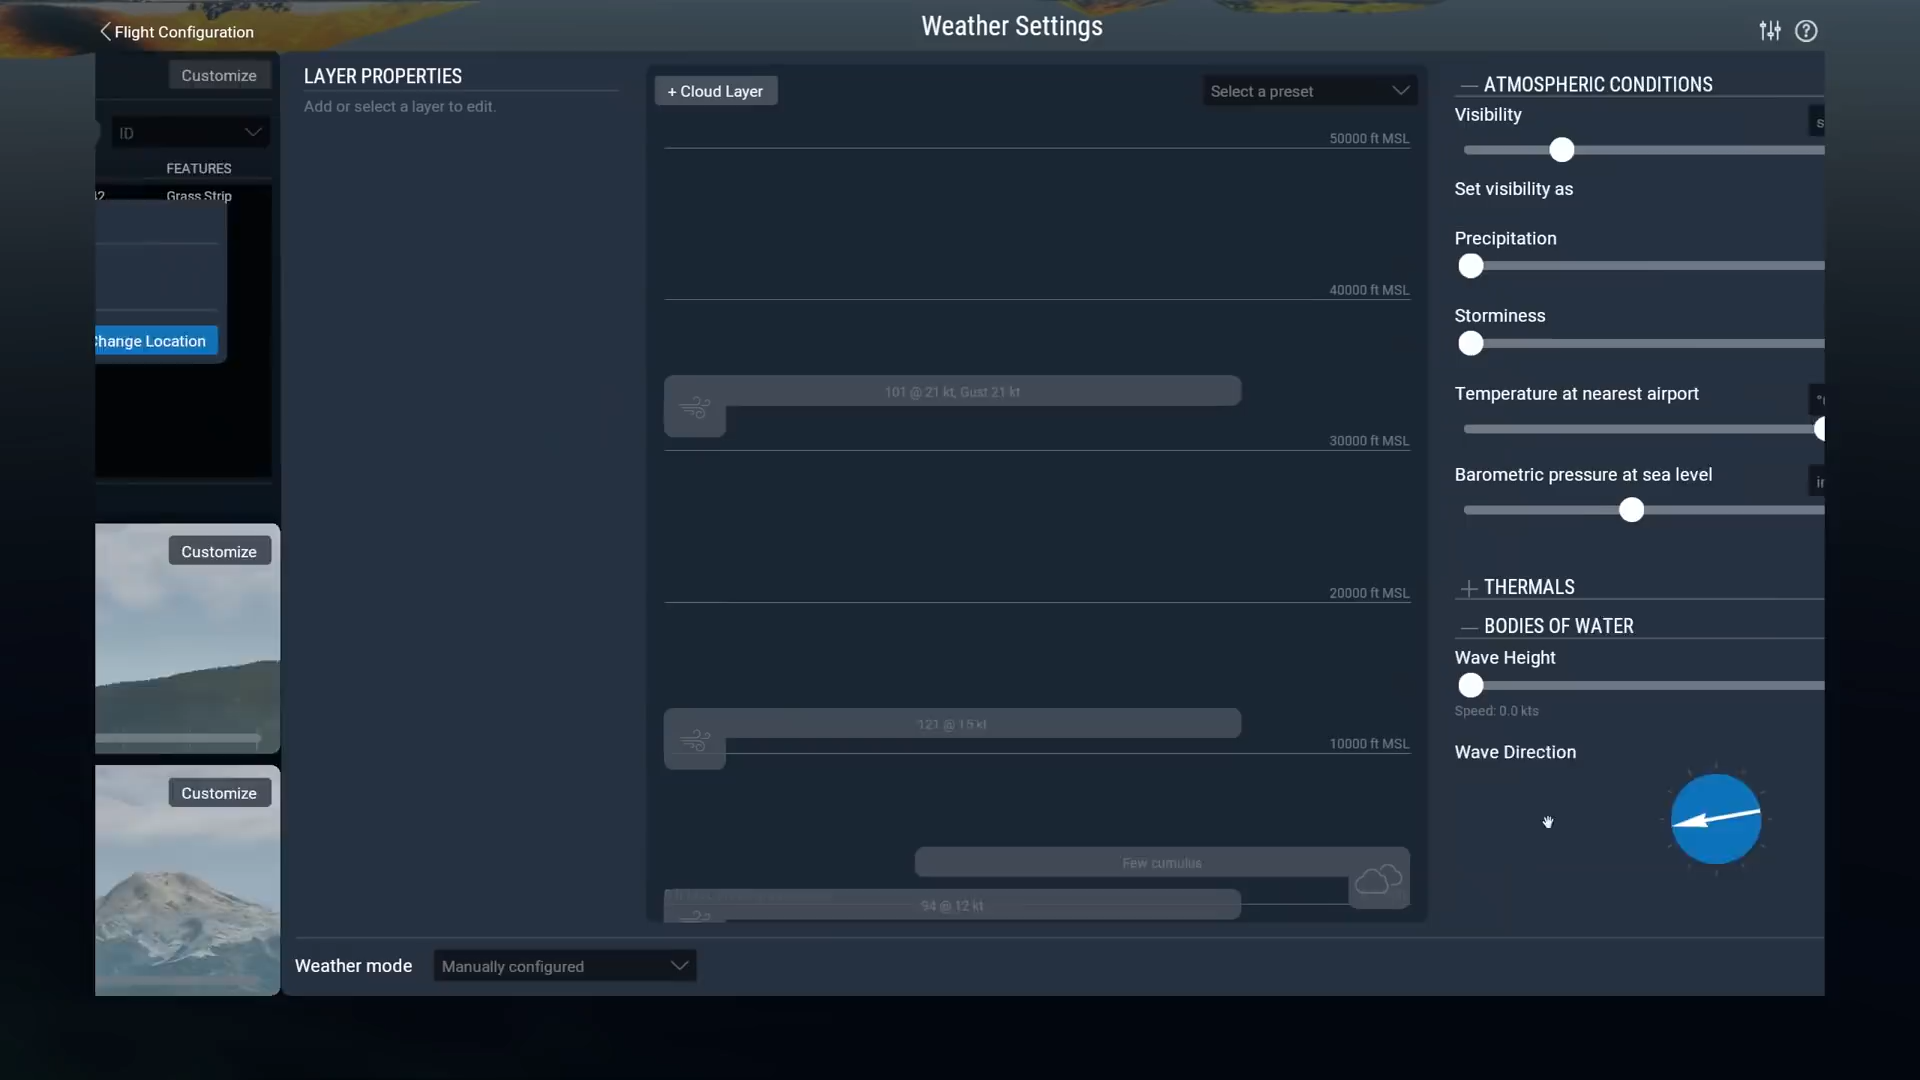 Flight Configuration
Weather Settings
Customize
ID
FEATURES
Grass Strip
Change Location
Customize
Customize
LAYER PROPERTIES
Add or select a layer to edit.
+ Cloud Layer
Select a preset
50000 ft MSL
40000 ft MSL
101 @ 21 kt, Gust 21 kt
30000 ft MSL
20000 ft MSL
121 @ 15 kt
10000 ft MSL
Few cumulus
94 @ 12 kt
Weather mode
Manually configured
ATMOSPHERIC CONDITIONS
Visibility
Set visibility as
Precipitation
Storminess
Temperature at nearest airport
Barometric pressure at sea level
THERMALS
BODIES OF WATER
Wave Height
Speed: 0.0 kts
Wave Direction